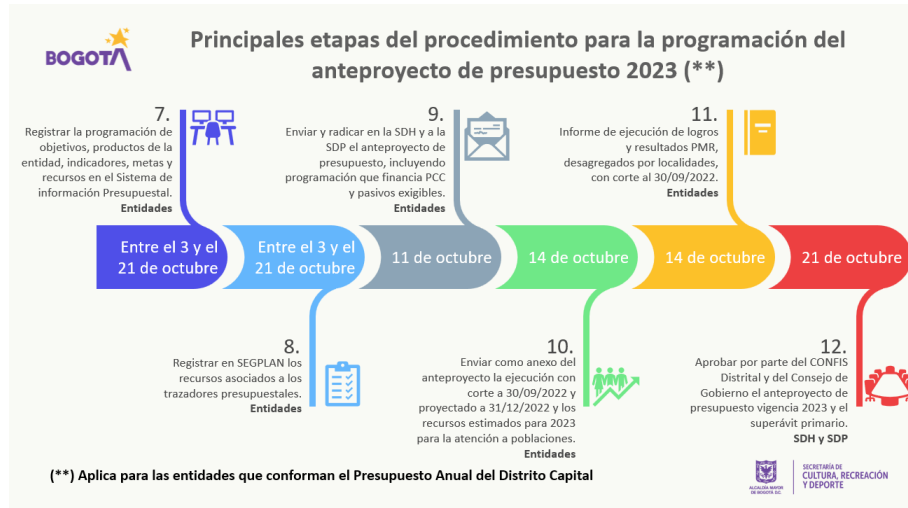 BOGOTÁ
Principales etapas del procedimiento para la programación del
anteproyecto de presupuesto 2023 (**)
7.
Registrar la programación de
objetivos, productos de la
entidad, indicadores, metas y
recursos en el Sistema de
información Presupuestal.
Entidades
9.
Enviar y radicar en la SDH y a la
SDP el anteproyecto de
presupuesto, incluyendo
programación que financia PCC
y pasivos exigibles.
Entidades
11.
Informe de ejecución de logros
y resultados PMR,
desagregados por localidades,
con corte al 30/09/2022.
Entidades
Entre el 3 y el
21 de octubre
Entre el 3 y el
21 de octubre
11 de octubre
14 de octubre
14 de octubre
21 de octubre
8.
Registrar en SEGPLAN los
recursos asociados a los
trazadores presupuestales.
Entidades
10.
Enviar como anexo del
anteproyecto la ejecución con
corte a 30/09/2022 y
proyectado a 31/12/2022 y los
recursos estimados para 2023
para la atención a poblaciones.
Entidades
12.
Aprobar por parte del CONFIS
Distrital y del Consejo de
Gobierno el anteproyecto de
presupuesto vigencia 2023 y el
superávit primario.
SDH y SDP
(**) Aplica para las entidades que conforman el Presupuesto Anual del Distrito Capital
ALCALDÍA MAYOR
DE BOGOTÁ D.C.
SECRETARÍA DE
CULTURA, RECREACIÓN
Y DEPORTE